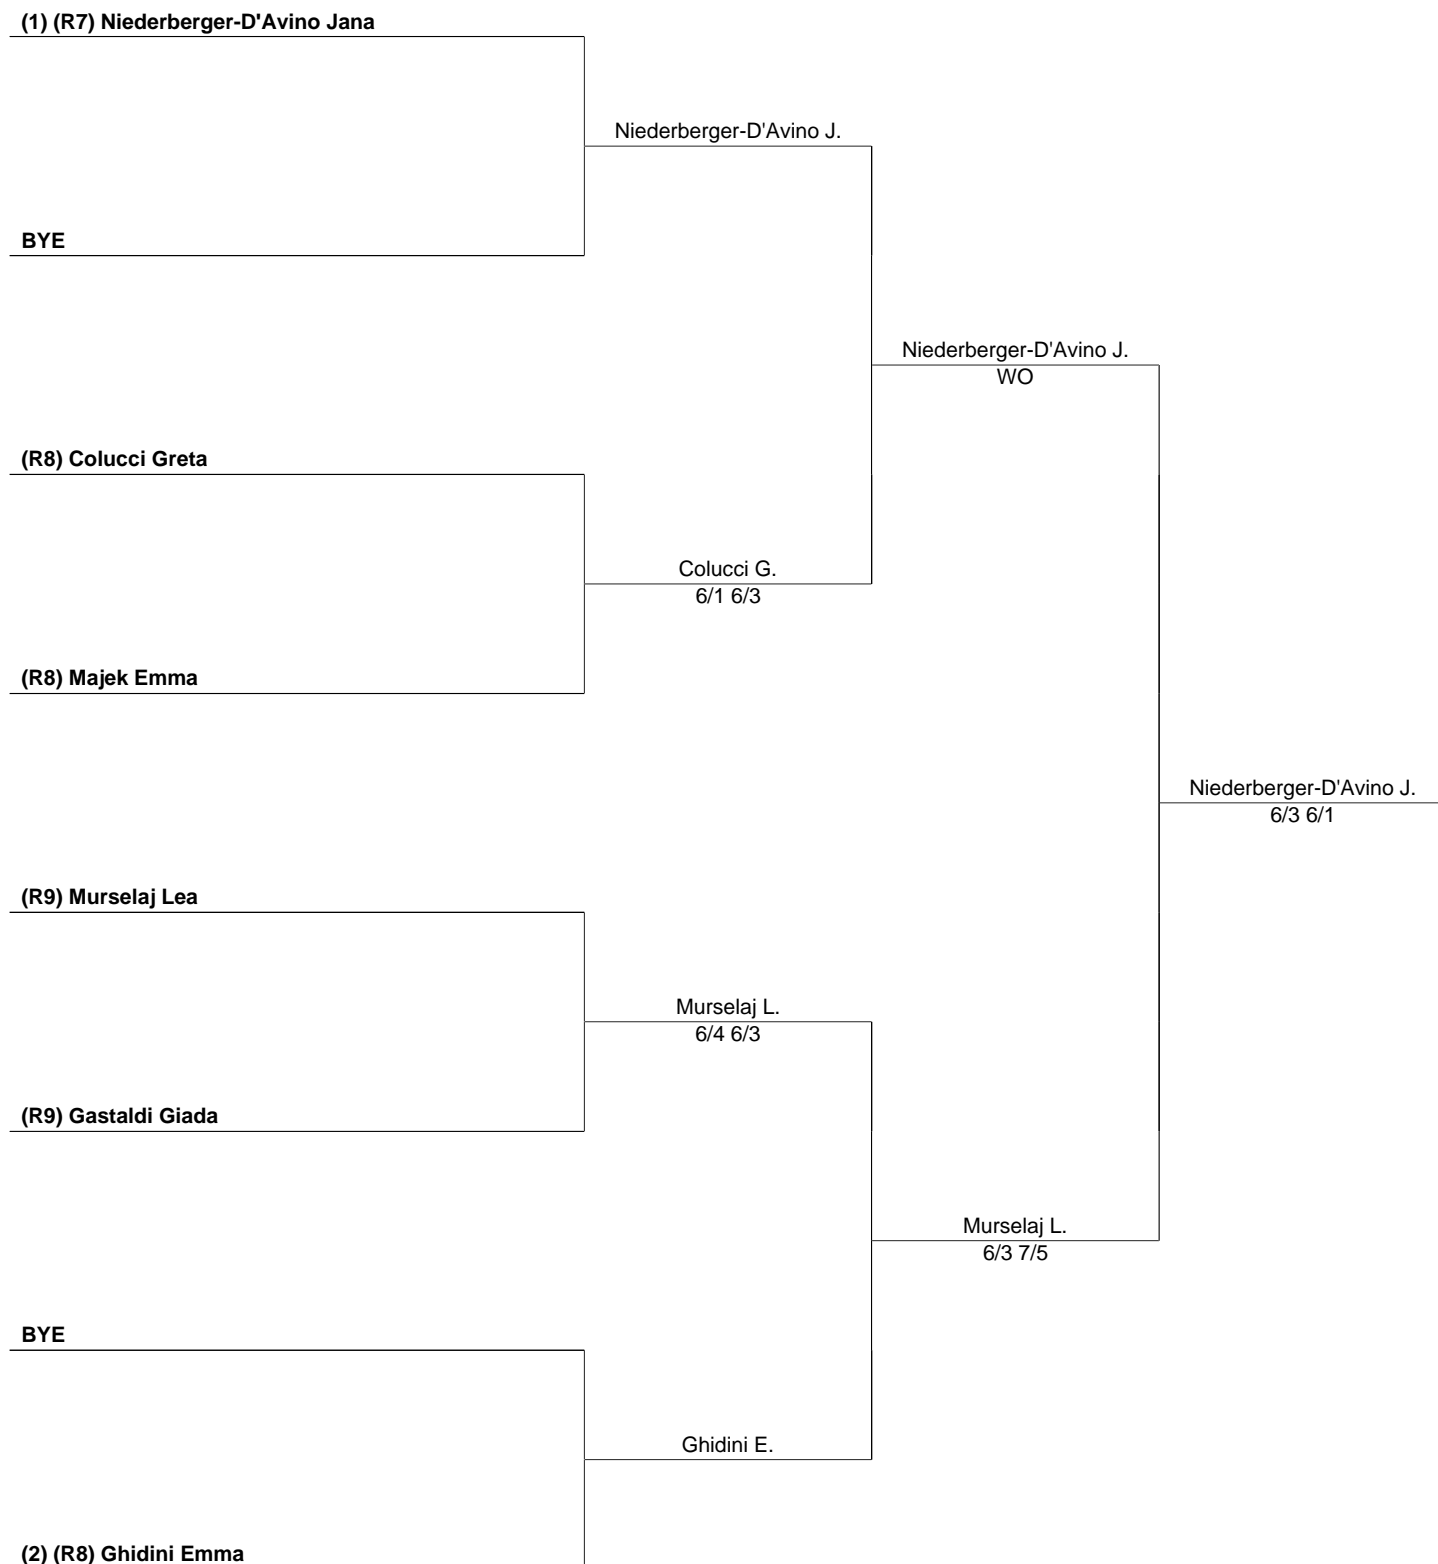 (1) (R7) Niederberger-D'Avino Jana
Niederberger-D'Avino J.
BYE
Niederberger-D'Avino J.
WO
(R8) Colucci Greta
Colucci G.
6/1 6/3
(R8) Majek Emma
Niederberger-D'Avino J.
6/3 6/1
(R9) Murselaj Lea
Murselaj L.
6/4 6/3
(R9) Gastaldi Giada
Murselaj L.
6/3 7/5
BYE
Ghidini E.
(2) (R8) Ghidini Emma